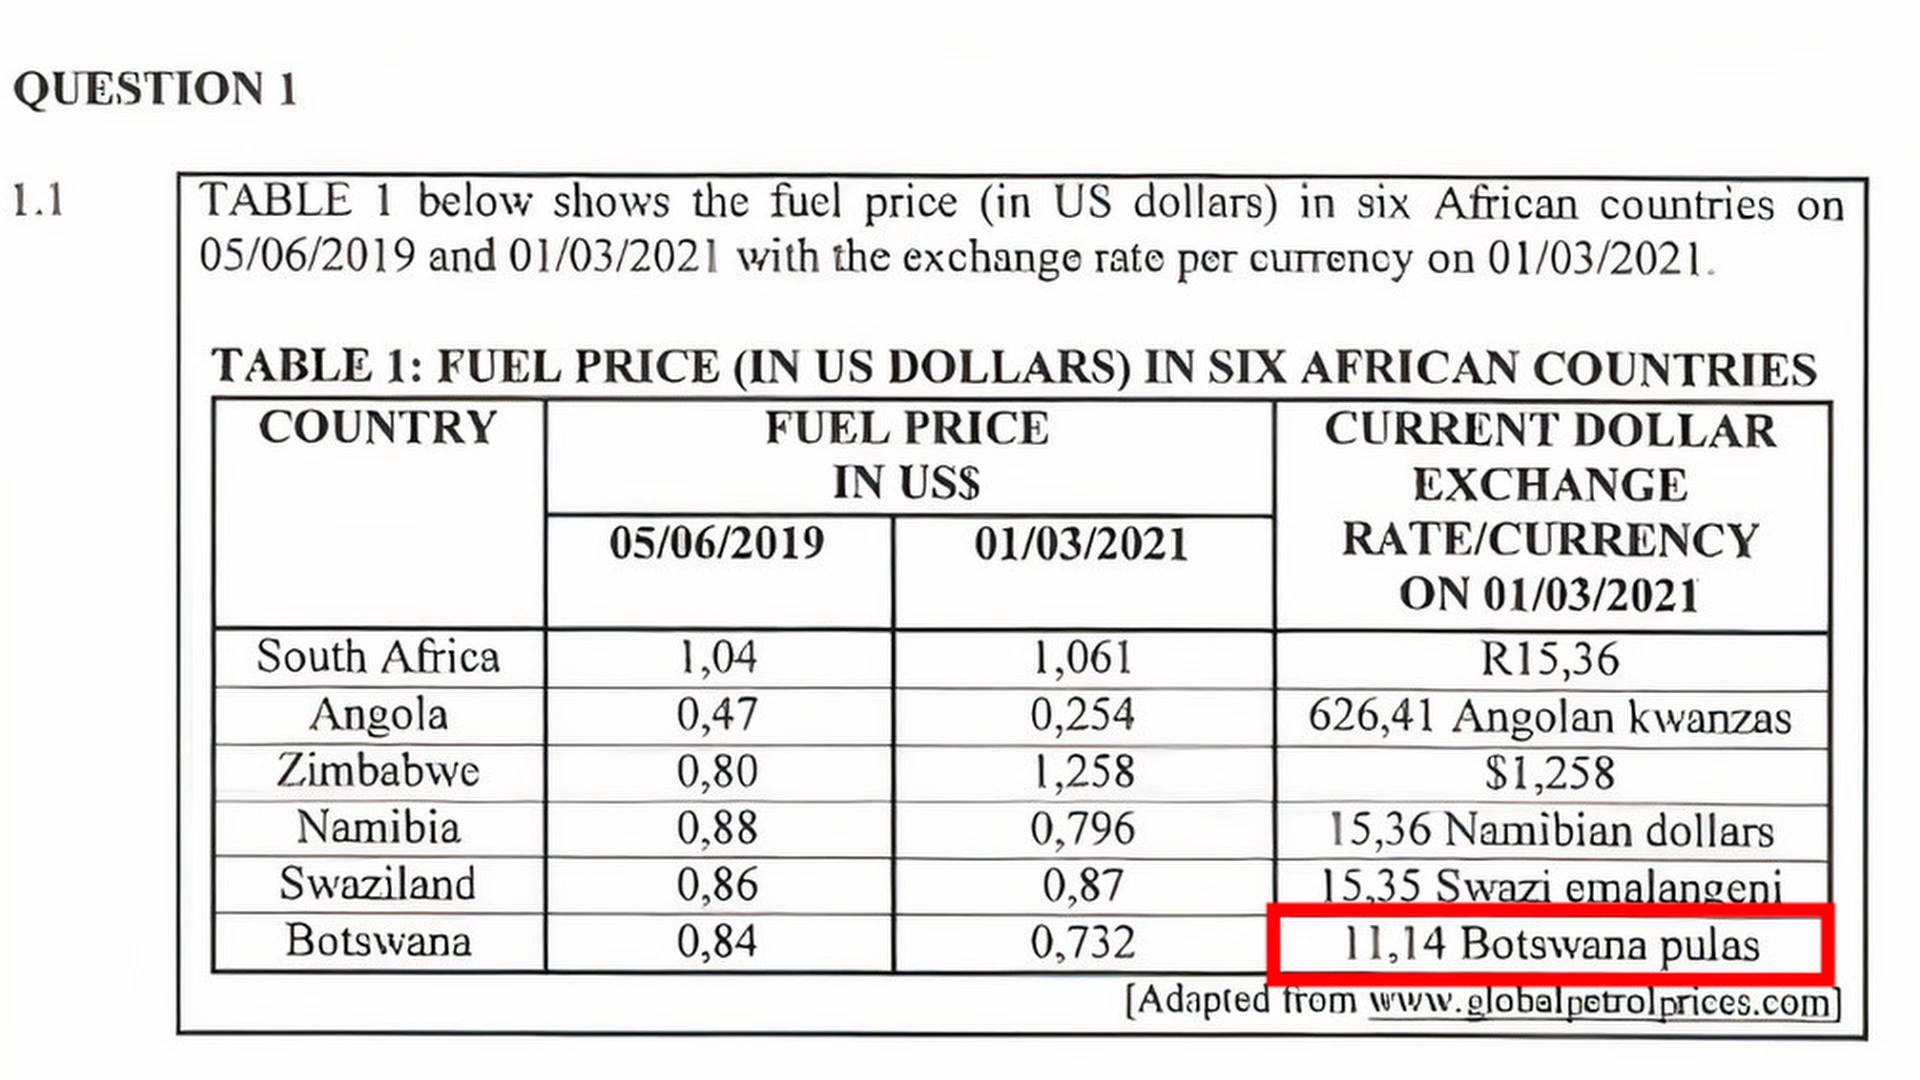 QUESTION 1
1.1
TABLE 1 below shows the fuel price (in US dollars) in six African countries on
05/06/2019 and 01/03/2021 with the exchange rate per currency on 01/03/2021.
TABLE 1: FUEL PRICE (IN US DOLLARS) IN SIX AFRICAN COUNTRIES
COUNTRY
FUEL PRICE
IN US$
CURRENT DOLLAR
EXCHANGE
RATE/CURRENCY
ON 01/03/2021
05/06/2019 01/03/2021
South Africa 1,04 1,061 R15,36
Angola 0,47 0,254 626,41 Angolan kwanzas
Zimbabwe 0,80 1,258 $1,258
Namibia 0,88 0,796 15,36 Namibian dollars
Swaziland 0,86 0,87 15,35 Swazi emalangeni
Botswana 0,84 0,732 11,14 Botswana pulas
[Adapted from www.globalpetrolprices.com]